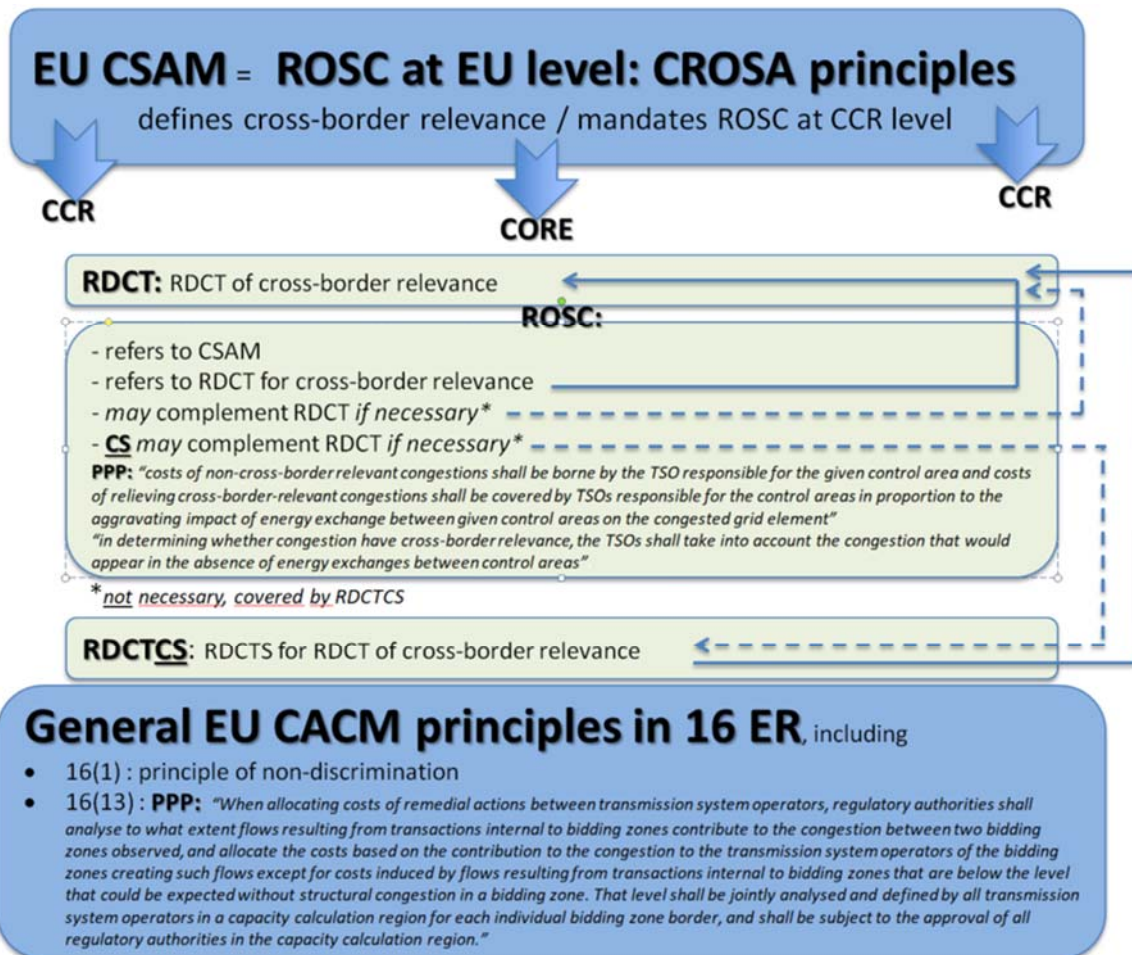 EU CSAM = ROSC at EU level: CROSA principles
defines cross-border relevance / mandates ROSC at CCR level
CCR
CORE
CCR
RDCT: RDCT of cross-border relevance
ROSC:
- refers to CSAM
- refers to RDCT for cross-border relevance
- may complement RDCT if necessary*
- CS may complement RDCT if necessary*
PPP: “costs of non-cross-border relevant congestions shall be borne by the TSO responsible for the given control area and costs
of relieving cross-border-relevant congestions shall be covered by TSOs responsible for the control areas in proportion to the
aggravating impact of energy exchange between given control areas on the congested grid element”
“in determining whether congestion have cross-border relevance, the TSOs shall take into account the congestion that would
appear in the absence of energy exchanges between control areas”
*not necessary, covered by RDCTCS
RDCTCS: RDCTS for RDCT of cross-border relevance
General EU CACM principles in 16 ER, including
• 16(1) : principle of non-discrimination
• 16(13) : PPP: “When allocating costs of remedial actions between transmission system operators, regulatory authorities shall
analyse to what extent flows resulting from transactions internal to bidding zones contribute to the congestion between two bidding
zones observed, and allocate the costs based on the contribution to the congestion to the transmission system operators of the bidding
zones creating such flows except for costs induced by flows resulting from transactions internal to bidding zones that are below the level
that could be expected without structural congestion in a bidding zone. That level shall be jointly analysed and defined by all transmission
system operators in a capacity calculation region for each individual bidding zone border, and shall be subject to the approval of all
regulatory authorities in the capacity calculation region.”